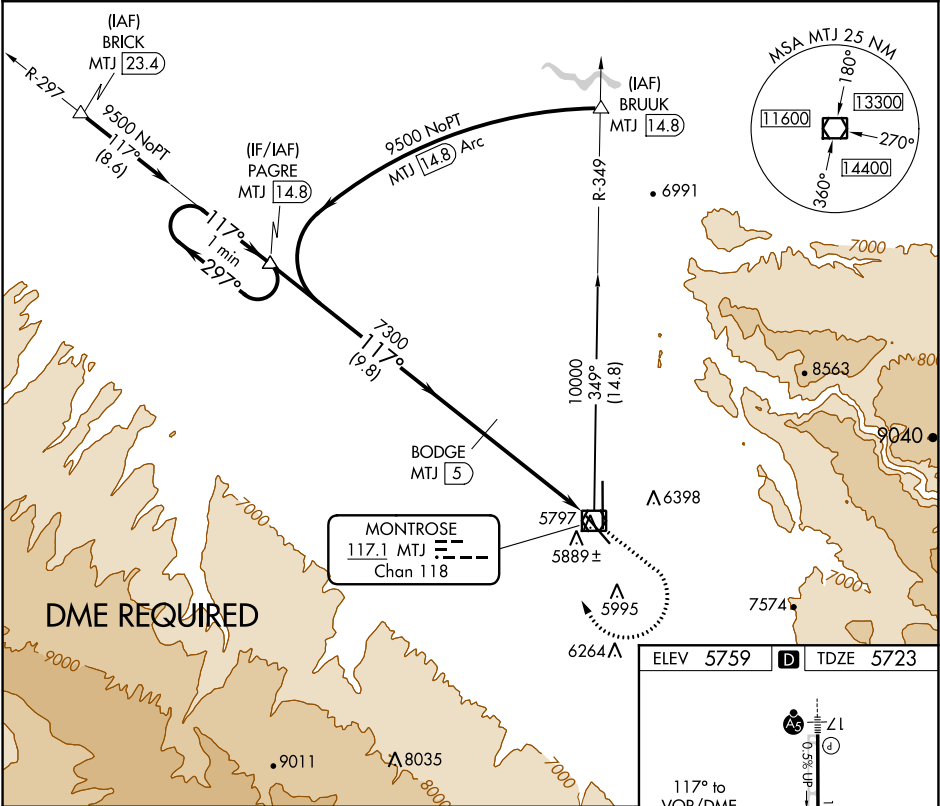 (IAF)
BRICK
MTJ 23.4
R-297
9500 NoPT
117°
(8.6)
(IF/IAF)
PAGRE
MTJ 14.8
117°
1 min
297°
9500 NoPT
MTJ 14.8 Arc
(IAF)
BRUUK
MTJ 14.8
R-349
6991
MSA MTJ 25 NM
180°
13300
11600
270°
14400
360°
7000
8563
800
9040
7300
117°
(9.8)
10000
349°
(14.8)
BODGE
MTJ 5
6398
5797
5889±
MONTROSE
117.1 MTJ
Chan 118
7000
5995
7000
7574
6264
DME REQUIRED
9000
9011
8035
7000
8000
ELEV 5759 D TDZE 5723
A5
17
P
0.5% UP
1
117° to
VOR/DME